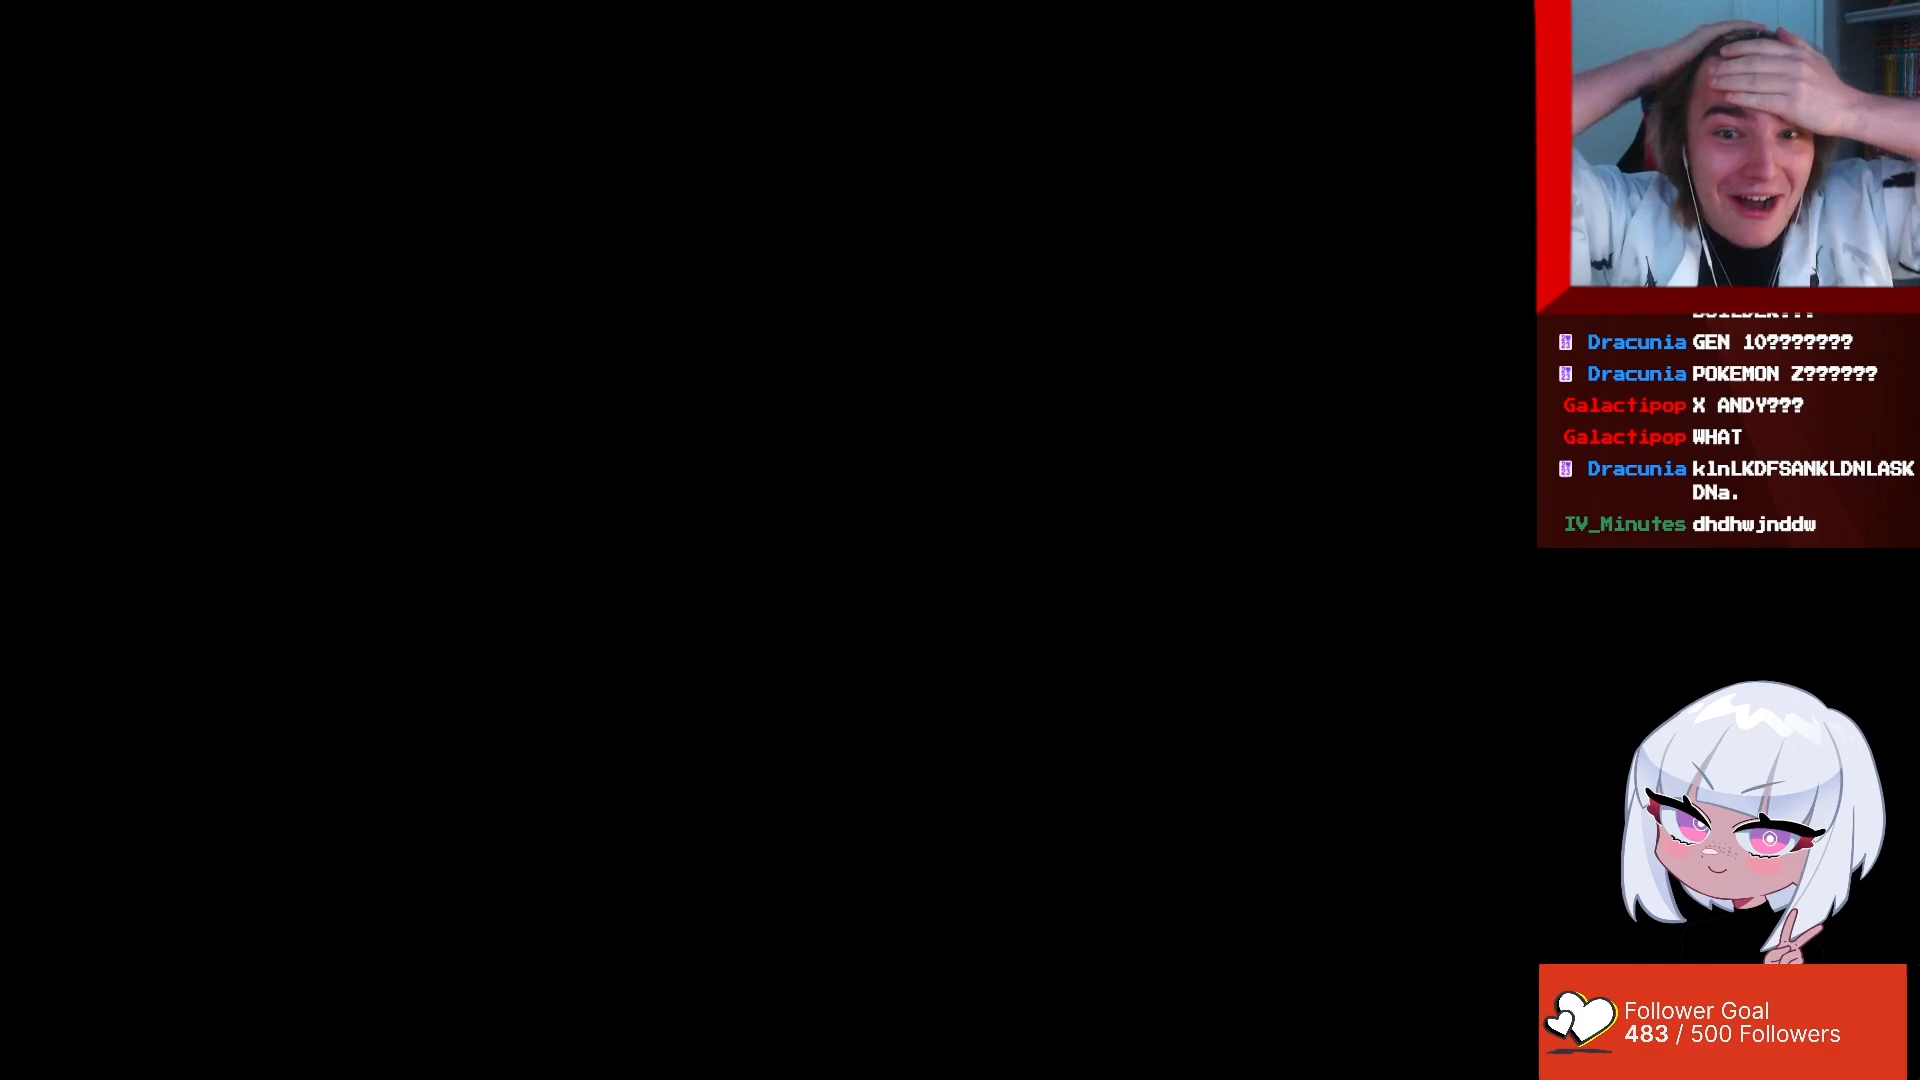 Dracunia GEN 10???????
Dracunia POKEMON Z??????
Galactipop X ANDY???
Galactipop WHAT
Dracunia klnLKDFSANKLDNLASK
DNa.
IV_Minutes dhdhwjnddw
Follower Goal
483 / 500 Followers